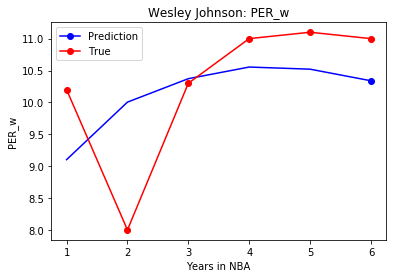 Wesley Johnson: PER_w
Prediction
True
11.0
10.5
10.0
9.5
9.0
8.5
8.0
PER_w
1 2 3 4 5 6
Years in NBA